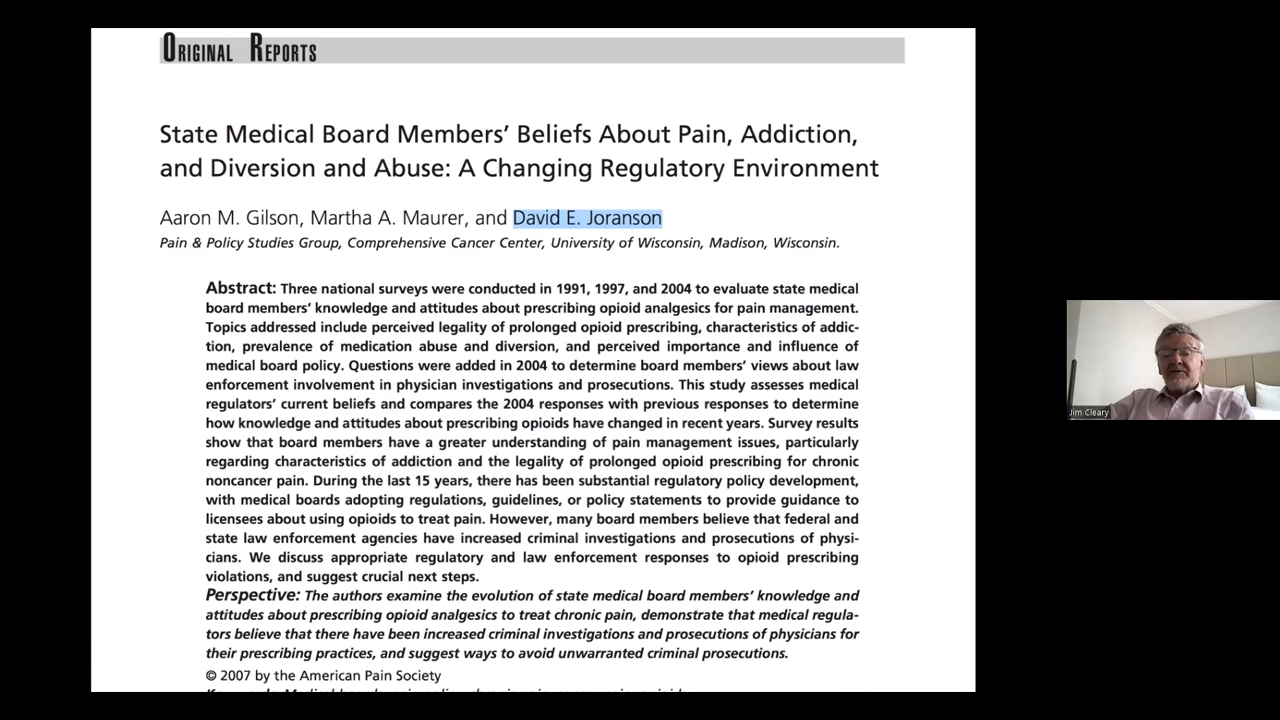 ORIGINAL REPORTS
State Medical Board Members’ Beliefs About Pain, Addiction,
and Diversion and Abuse: A Changing Regulatory Environment
Aaron M. Gilson, Martha A. Maurer, and David E. Joranson
Pain & Policy Studies Group, Comprehensive Cancer Center, University of Wisconsin, Madison, Wisconsin.
Abstract: Three national surveys were conducted in 1991, 1997, and 2004 to evaluate state medical
board members’ knowledge and attitudes about prescribing opioid analgesics for pain management.
Topics addressed include perceived legality of prolonged opioid prescribing, characteristics of addic-
tion, prevalence of medication abuse and diversion, and perceived importance and influence of
medical board policy. Questions were added in 2004 to determine board members’ views about law
enforcement involvement in physician investigations and prosecutions. This study assesses medical
regulators’ current beliefs and compares the 2004 responses with previous responses to determine
how knowledge and attitudes about prescribing opioids have changed in recent years. Survey results
show that board members have a greater understanding of pain management issues, particularly
regarding characteristics of addiction and the legality of prolonged opioid prescribing for chronic
noncancer pain. During the last 15 years, there has been substantial regulatory policy development,
with medical boards adopting regulations, guidelines, or policy statements to provide guidance to
licensees about using opioids to treat pain. However, many board members believe that federal and
state law enforcement agencies have increased criminal investigations and prosecutions of physi-
cians. We discuss appropriate regulatory and law enforcement responses to opioid prescribing
violations, and suggest crucial next steps.
Perspective: The authors examine the evolution of state medical board members’ knowledge and
attitudes about prescribing opioid analgesics to treat chronic pain, demonstrate that medical regula-
tors believe that there have been increased criminal investigations and prosecutions of physicians for
their prescribing practices, and suggest ways to avoid unwarranted criminal prosecutions.
© 2007 by the American Pain Society
Jim Cleary